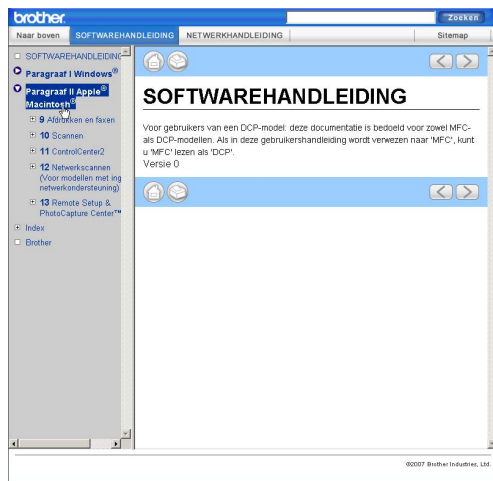 brother.
Zoeken
Naar boven SOFTWAREHANDLEIDING NETWERKHANDLEIDING Sitemap
SOFTWAREHANDLEIDING
Paragraaf I Windows®
Paragraaf II Apple®
Macintosh®
9 Afdrukken en faxen
10 Scannen
11 ControlCenter2
12 Netwerkscannen
(Voor modellen met ing
netwerkondersteuning)
13 Remote Setup &
PhotoCapture Center™
Index
Brother
SOFTWAREHANDLEIDING
Voor gebruikers van een DCP-model: deze documentatie is bedoeld voor zowel MFC-
als DCP-modellen. Als in deze gebruikershandleiding wordt verwezen naar 'MFC', kunt
u 'MFC' lezen als 'DCP'.
Versie 0
©2007 Brother Industries, Ltd.